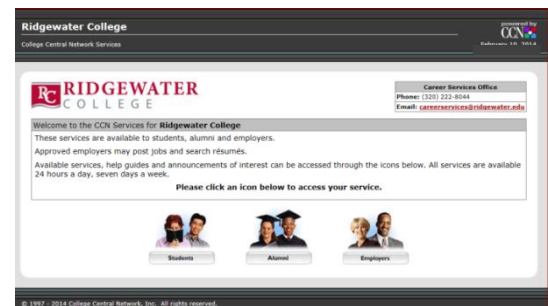 Ridgewater College
powered by
CCN
College Central Network Services
February 10, 2014
RC RIDGEWATER
COLLEGE
Career Services Office
Phone: (320) 222-8044
Email: careerservices@ridgewater.edu
Welcome to the CCN Services for Ridgewater College
These services are available to students, alumni and employers.
Approved employers may post jobs and search résumés.
Available services, help guides and announcements of interest can be accessed through the icons below. All services are available
24 hours a day, seven days a week.
Please click an icon below to access your service.
Students
Alumni
Employers
© 1997 - 2014 College Central Network, Inc. All rights reserved.